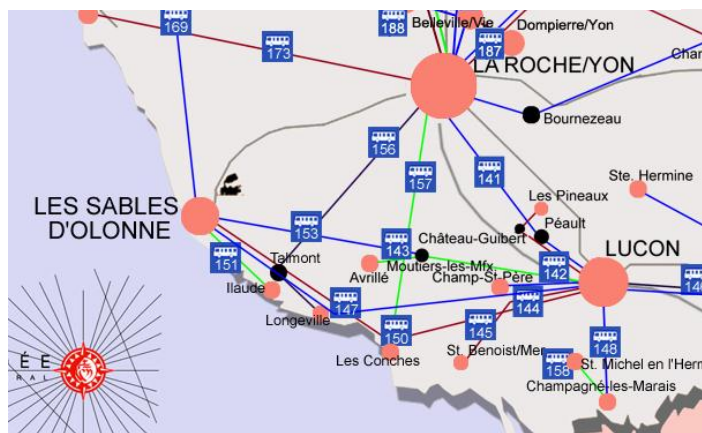 169
173
188
Belleville/Vie
187
Dompierre/Yon
LA ROCHE/YON
Bournezeau
156
157
141
Ste. Hermine
Les Pineaux
LES SABLES
D'OLONNE
153
143
Péault
Château-Guibert
LUCON
151
Talmont
Avrillé
Moutiers-les-Mfx
142
Champ-St-Père
Ilaude
147
144
Longeville
150
145
148
Les Conches
St. Benoist/Mer
158
St. Michel en l'Herm
Champagné-les-Marais
É E
R A L